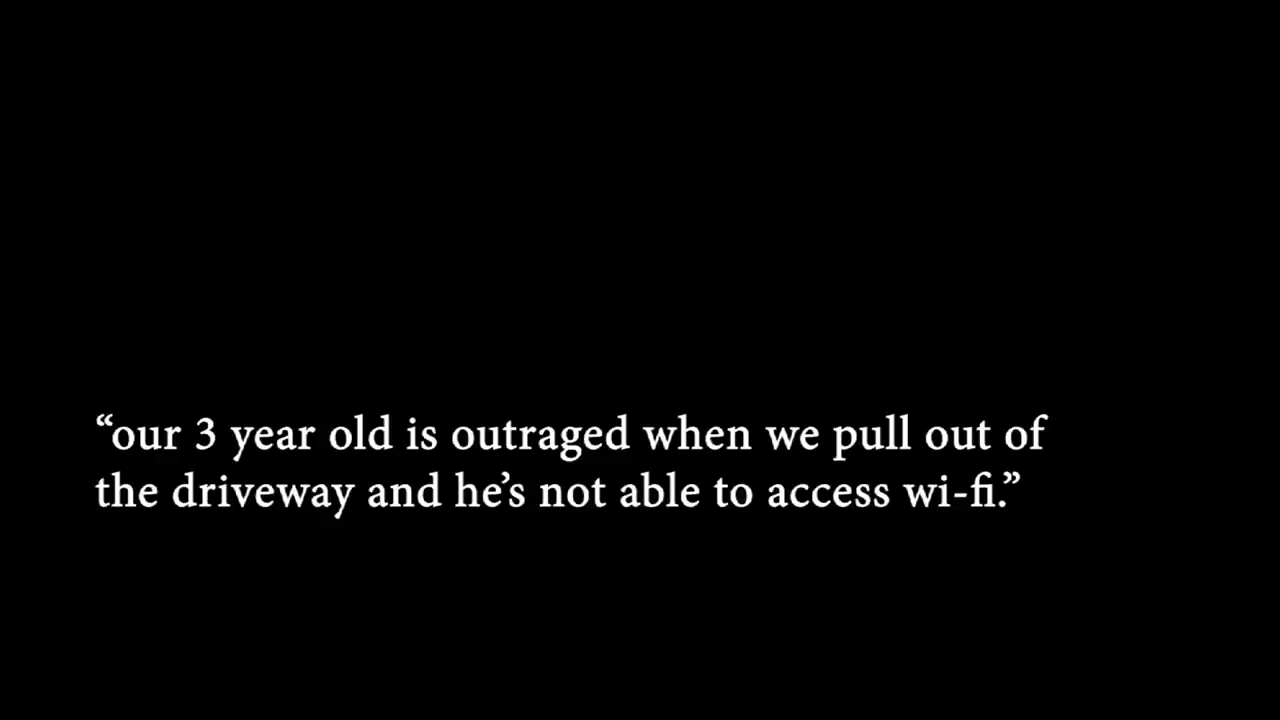 “our 3 year old is outraged when we pull out of
the driveway and he’s not able to access wi-fi.”